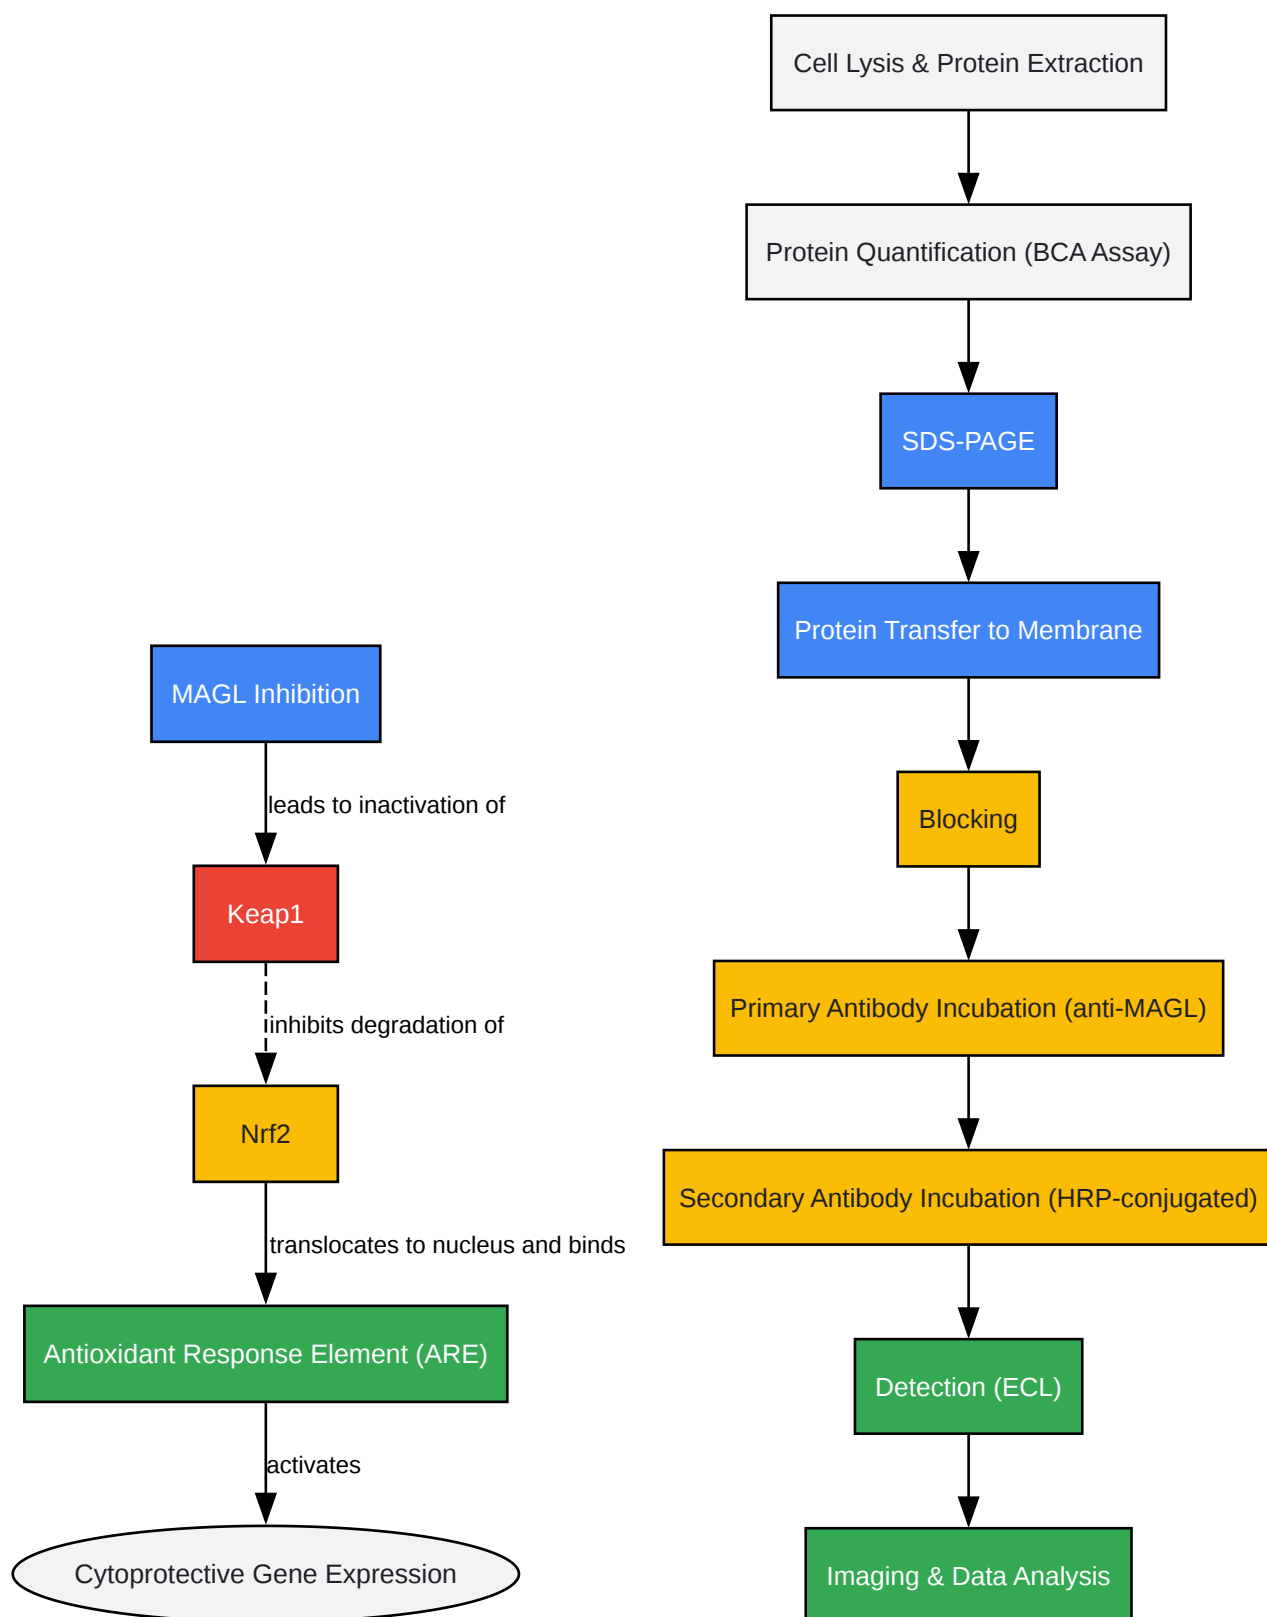 MAGL Inhibition
leads to inactivation of
Keap1
inhibits degradation of
Nrf2
translocates to nucleus and binds
Antioxidant Response Element (ARE)
activates
Cytoprotective Gene Expression
Cell Lysis & Protein Extraction
Protein Quantification (BCA Assay)
SDS-PAGE
Protein Transfer to Membrane
Blocking
Primary Antibody Incubation (anti-MAGL)
Secondary Antibody Incubation (HRP-conjugated)
Detection (ECL)
Imaging & Data Analysis